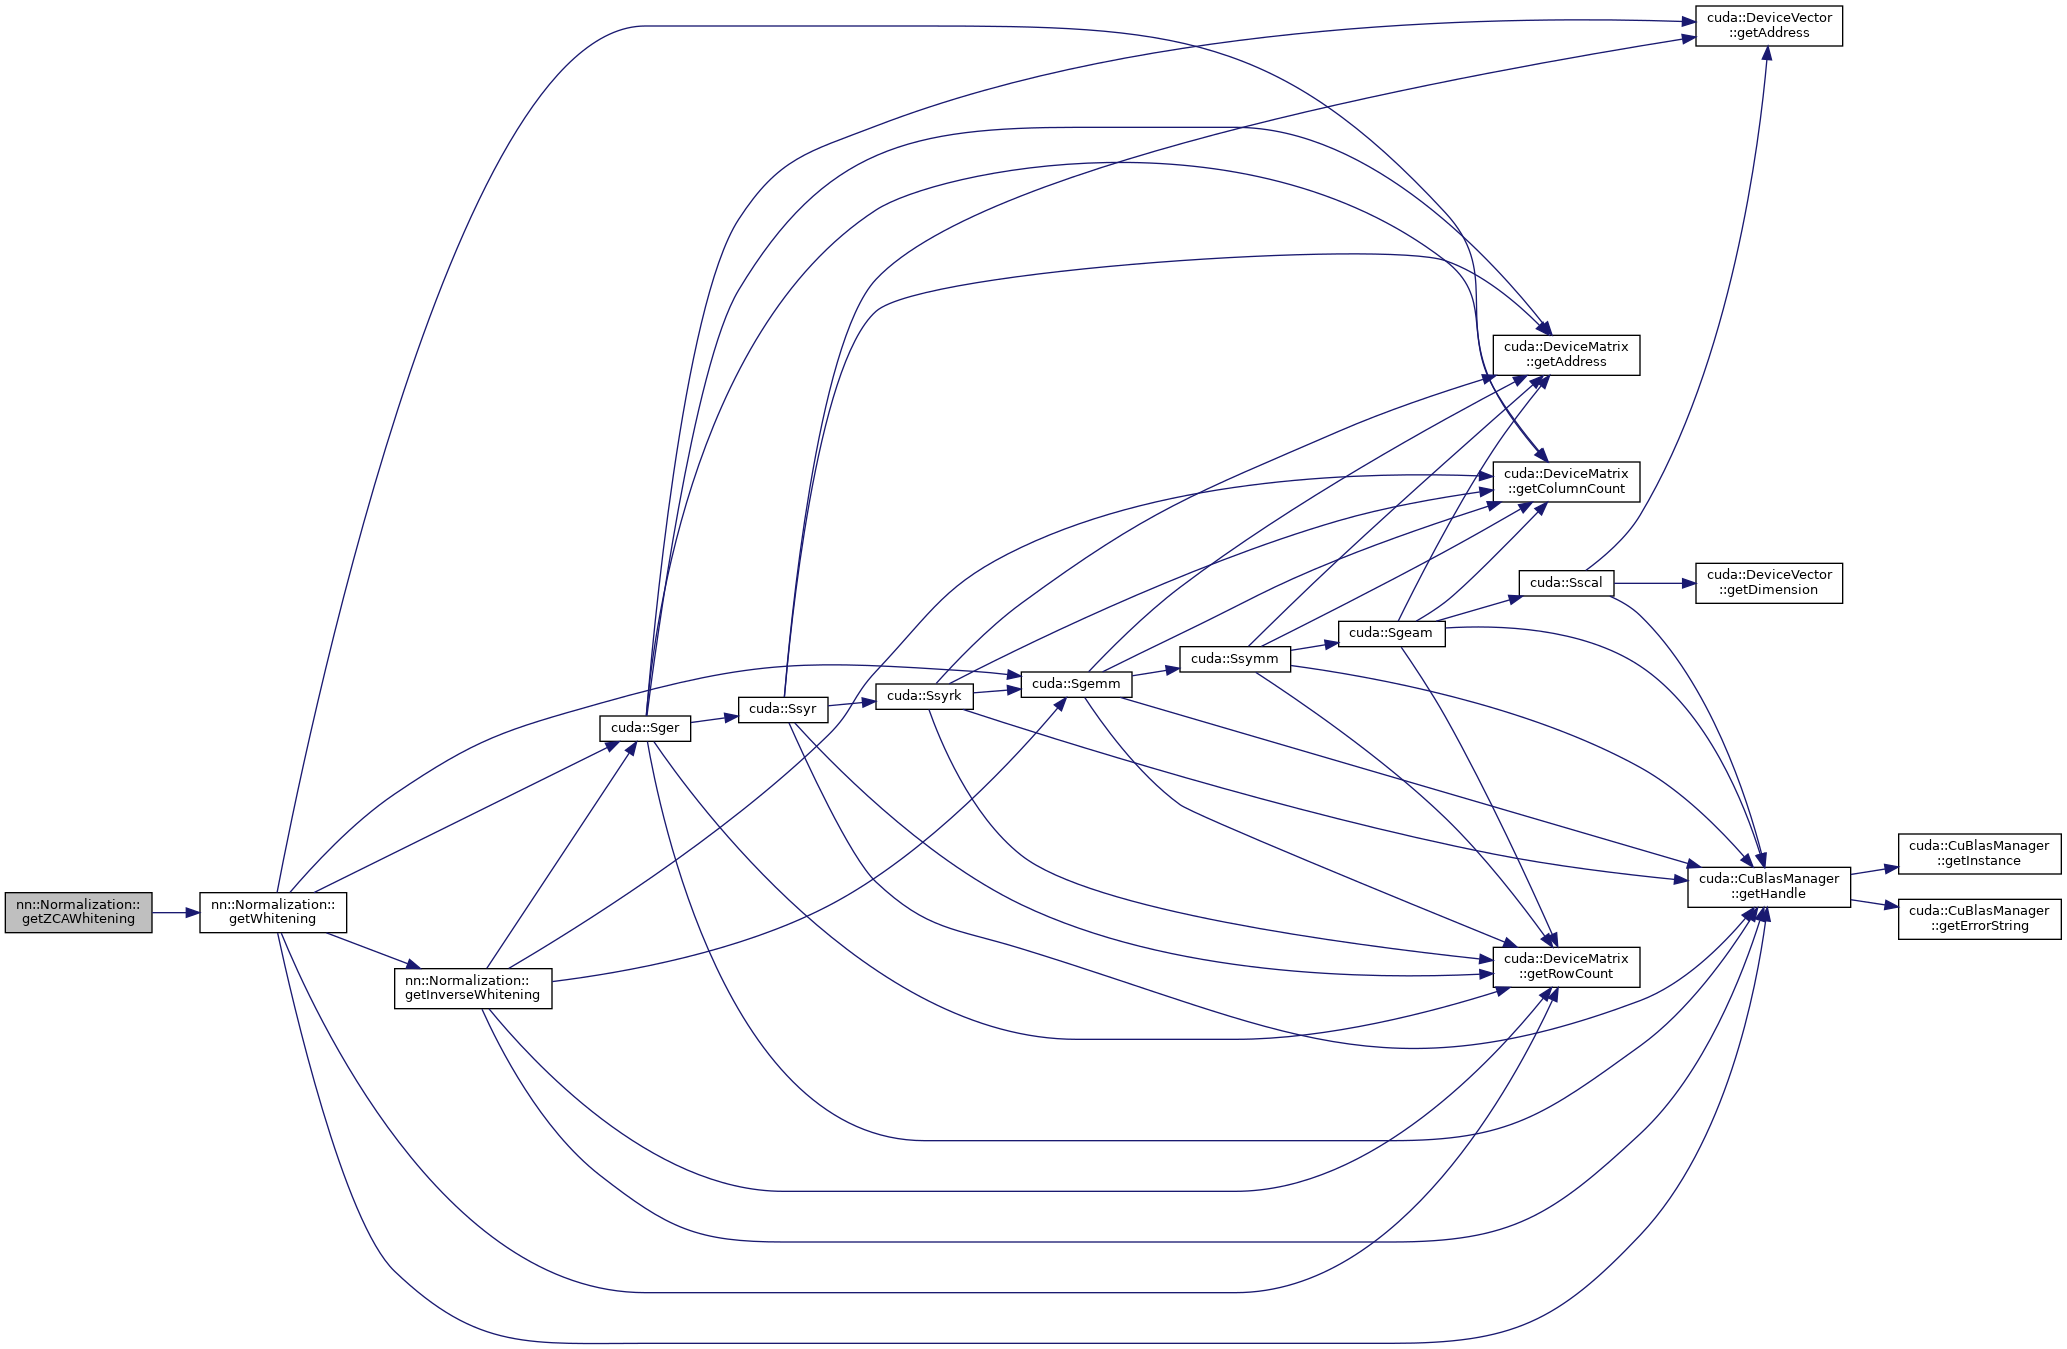 cuda::DeviceVector
::getAddress
cuda::DeviceMatrix
::getAddress
cuda::DeviceMatrix
::getColumnCount
cuda::Sscal
cuda::DeviceVector
::getDimension
cuda::Sgeam
cuda::Ssymm
cuda::Sgemm
cuda::Ssyrk
cuda::Ssyr
cuda::Sger
cuda::CuBlasManager
::getInstance
cuda::CuBlasManager
::getHandle
nn::Normalization::
getZCAWhitening
nn::Normalization::
getWhitening
cuda::CuBlasManager
::getErrorString
cuda::DeviceMatrix
::getRowCount
nn::Normalization::
getInverseWhitening